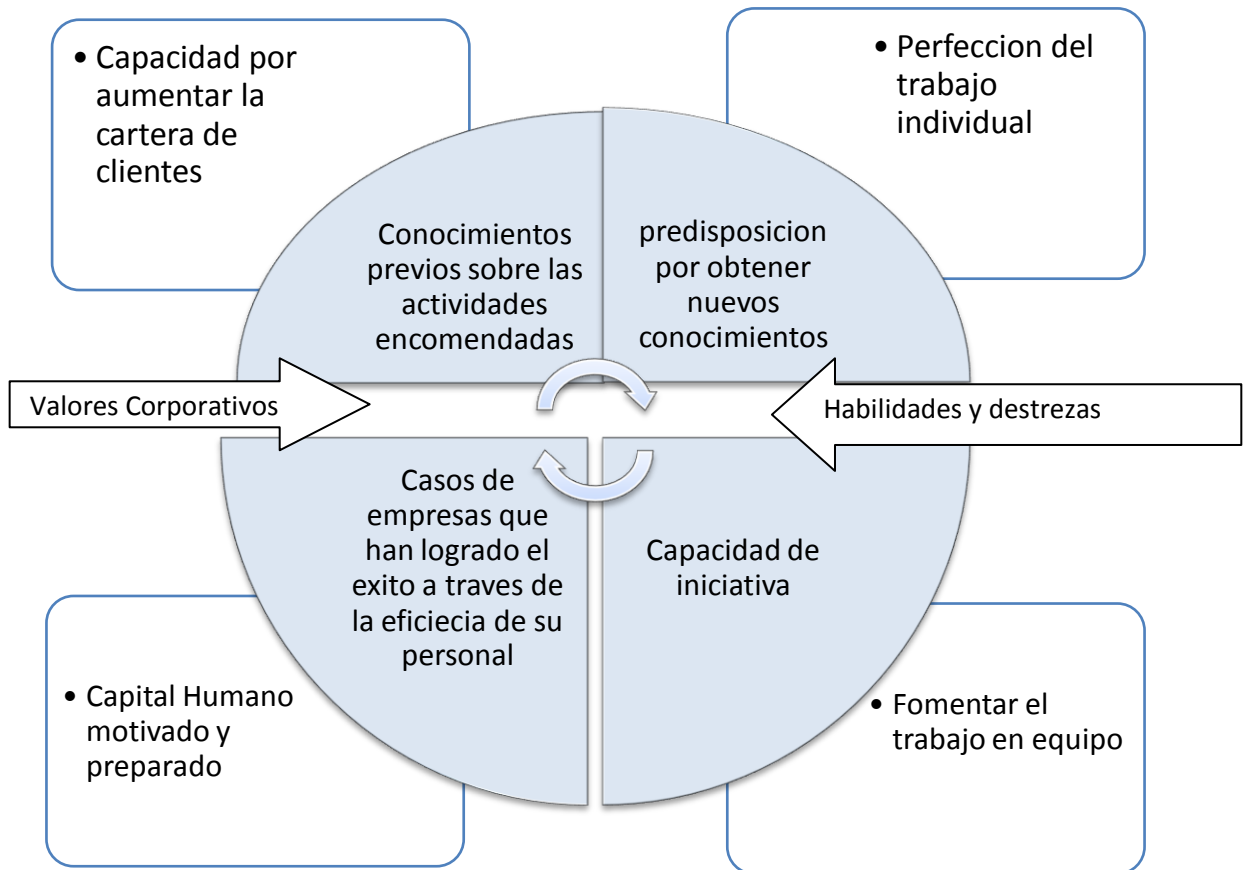 • Capacidad por
aumentar la
cartera de
clientes
• Perfeccion del
trabajo
individual
Conocimientos
previos sobre las
actividades
encomendadas
predisposicion
por obtener
nuevos
conocimientos
Valores Corporativos
Habilidades y destrezas
Casos de
empresas que
han logrado el
exito a traves de
la eficiecia de su
personal
Capacidad de
iniciativa
• Capital Humano
motivado y
preparado
• Fomentar el
trabajo en equipo